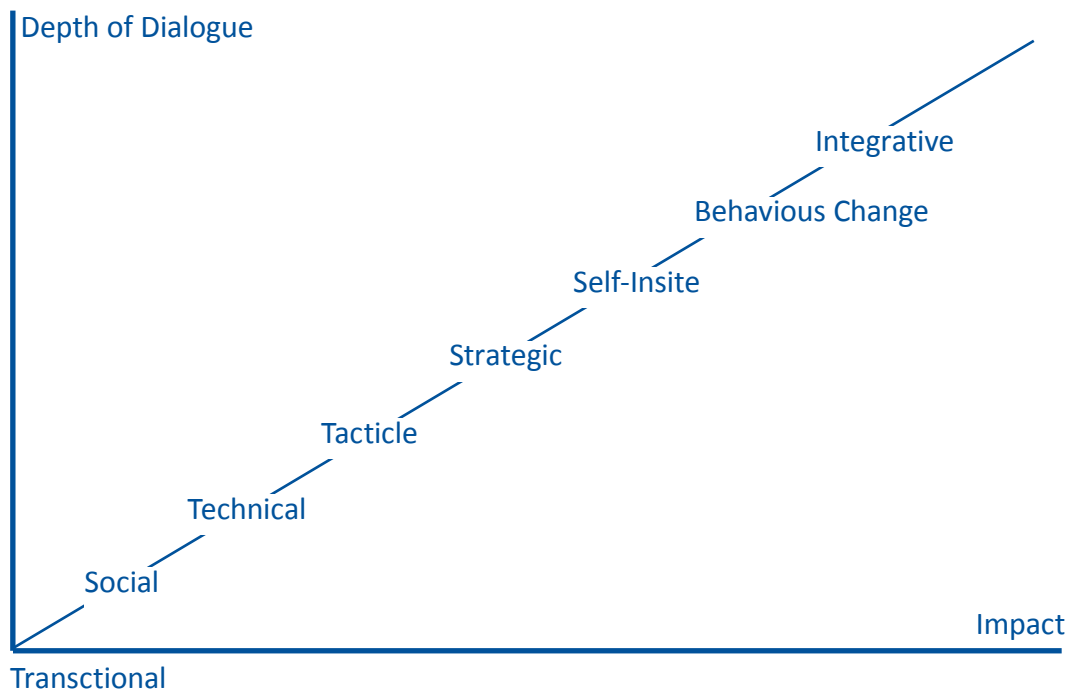 Depth of Dialogue
Integrative
Behavious Change
Self-Insite
Strategic
Tacticle
Technical
Social
Impact
Transctional